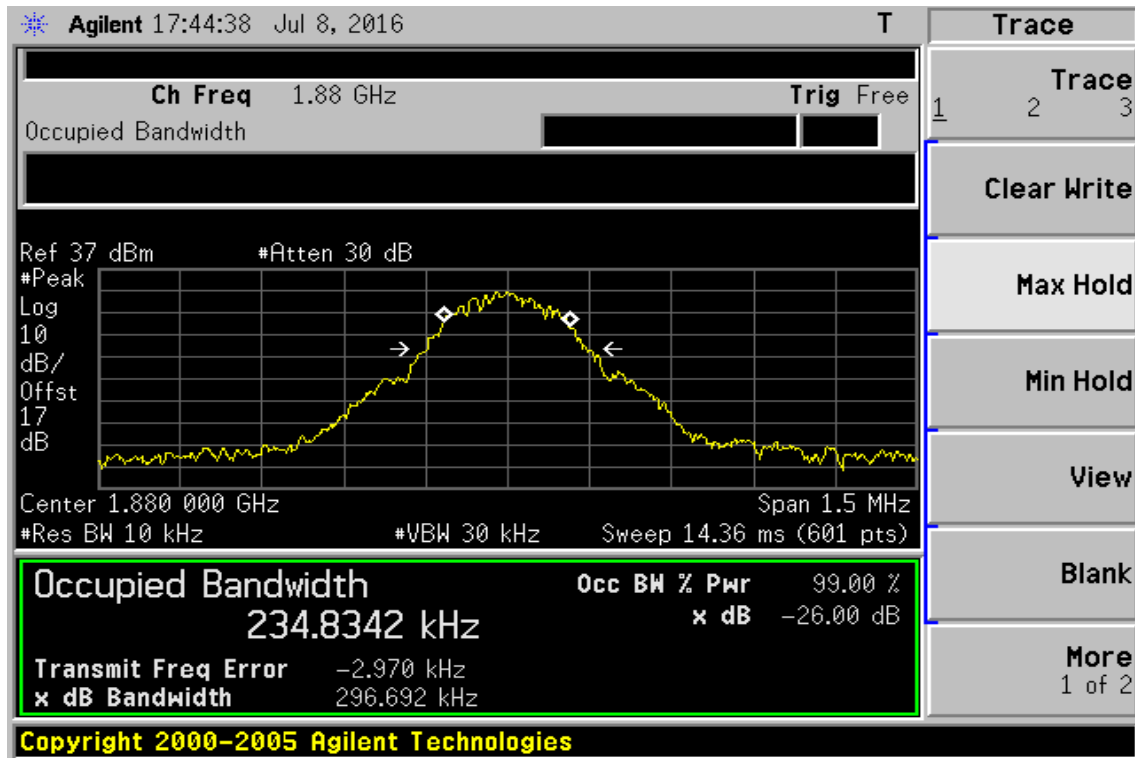 Agilent 17:44:38 Jul 8, 2016 T
Ch Freq 1.88 GHz Trig Free
Occupied Bandwidth
Ref 37 dBm #Atten 30 dB
#Peak
Log
10
dB/
Offst
17
dB
Center 1.880 000 GHz Span 1.5 MHz
#Res BW 10 kHz #VBW 30 kHz Sweep 14.36 ms (601 pts)
Occupied Bandwidth
234.8342 kHz
Occ BW % Pwr 99.00 %
x dB -26.00 dB
Transmit Freq Error -2.970 kHz
x dB Bandwidth 296.692 kHz
Copyright 2000-2005 Agilent Technologies
Trace
Trace
1 2 3
Clear Write
Max Hold
Min Hold
View
Blank
More
1 of 2